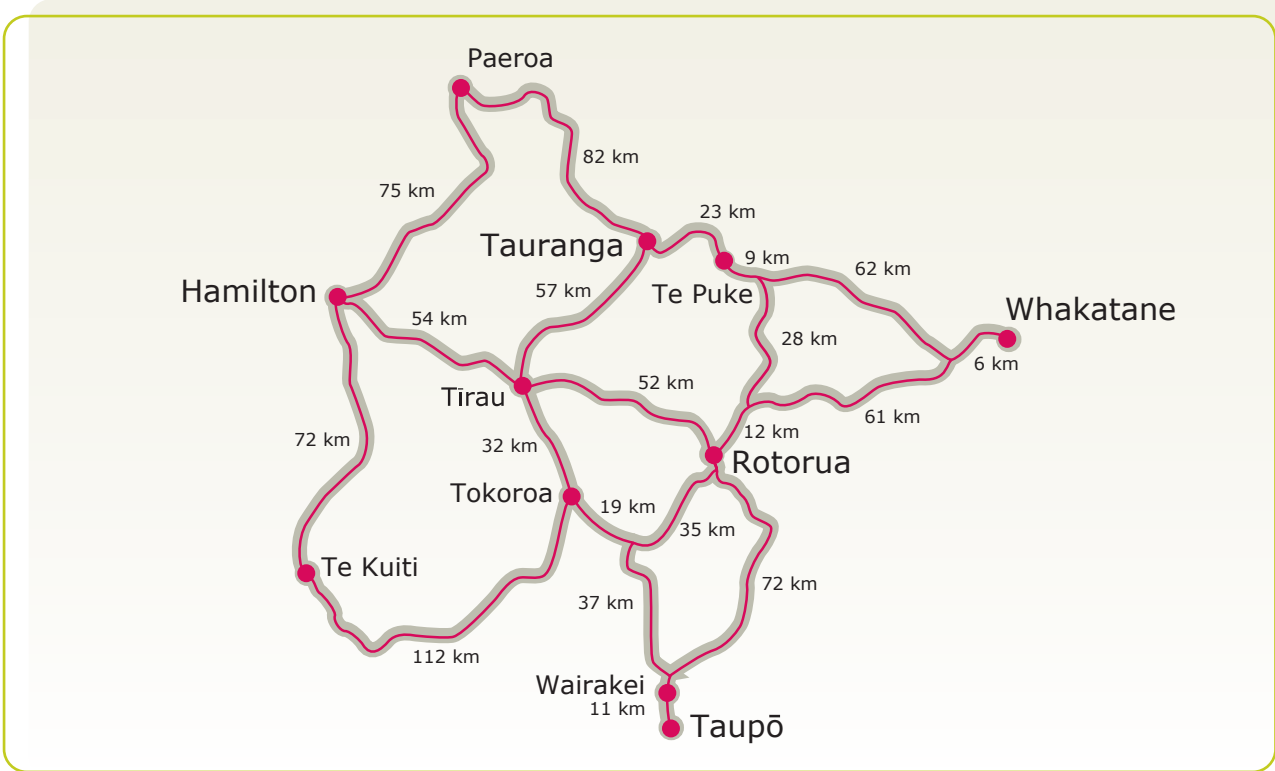 Paeroa
82 km
75 km
23 km
Tauranga
9 km
62 km
Hamilton
57 km
Te Puke
Whakatane
54 km
28 km
6 km
Tīrau
52 km
61 km
72 km
32 km
12 km
Rotorua
Tokoroa
19 km
35 km
Te Kuiti
72 km
37 km
112 km
Wairakei
11 km
Taupō